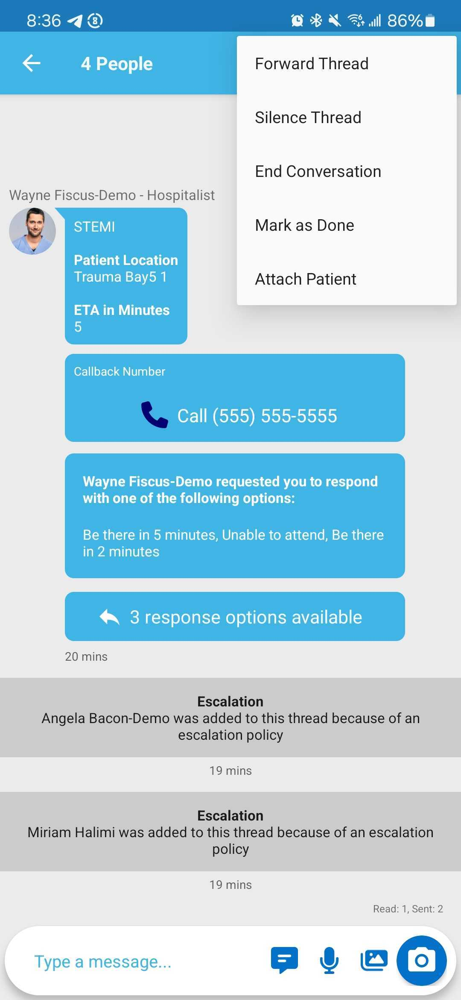 8:36
86%
4 People
Forward Thread
Silence Thread
End Conversation
Mark as Done
Attach Patient
Wayne Fiscus-Demo - Hospitalist
STEMI
Patient Location
Trauma Bay5 1
ETA in Minutes
5
Callback Number
Call (555) 555-5555
Wayne Fiscus-Demo requested you to respond
with one of the following options:
Be there in 5 minutes, Unable to attend, Be there
in 2 minutes
3 response options available
20 mins
Escalation
Angela Bacon-Demo was added to this thread because of an
escalation policy
19 mins
Escalation
Miriam Halimi was added to this thread because of an escalation
policy
19 mins
Read: 1, Sent: 2
Type a message...